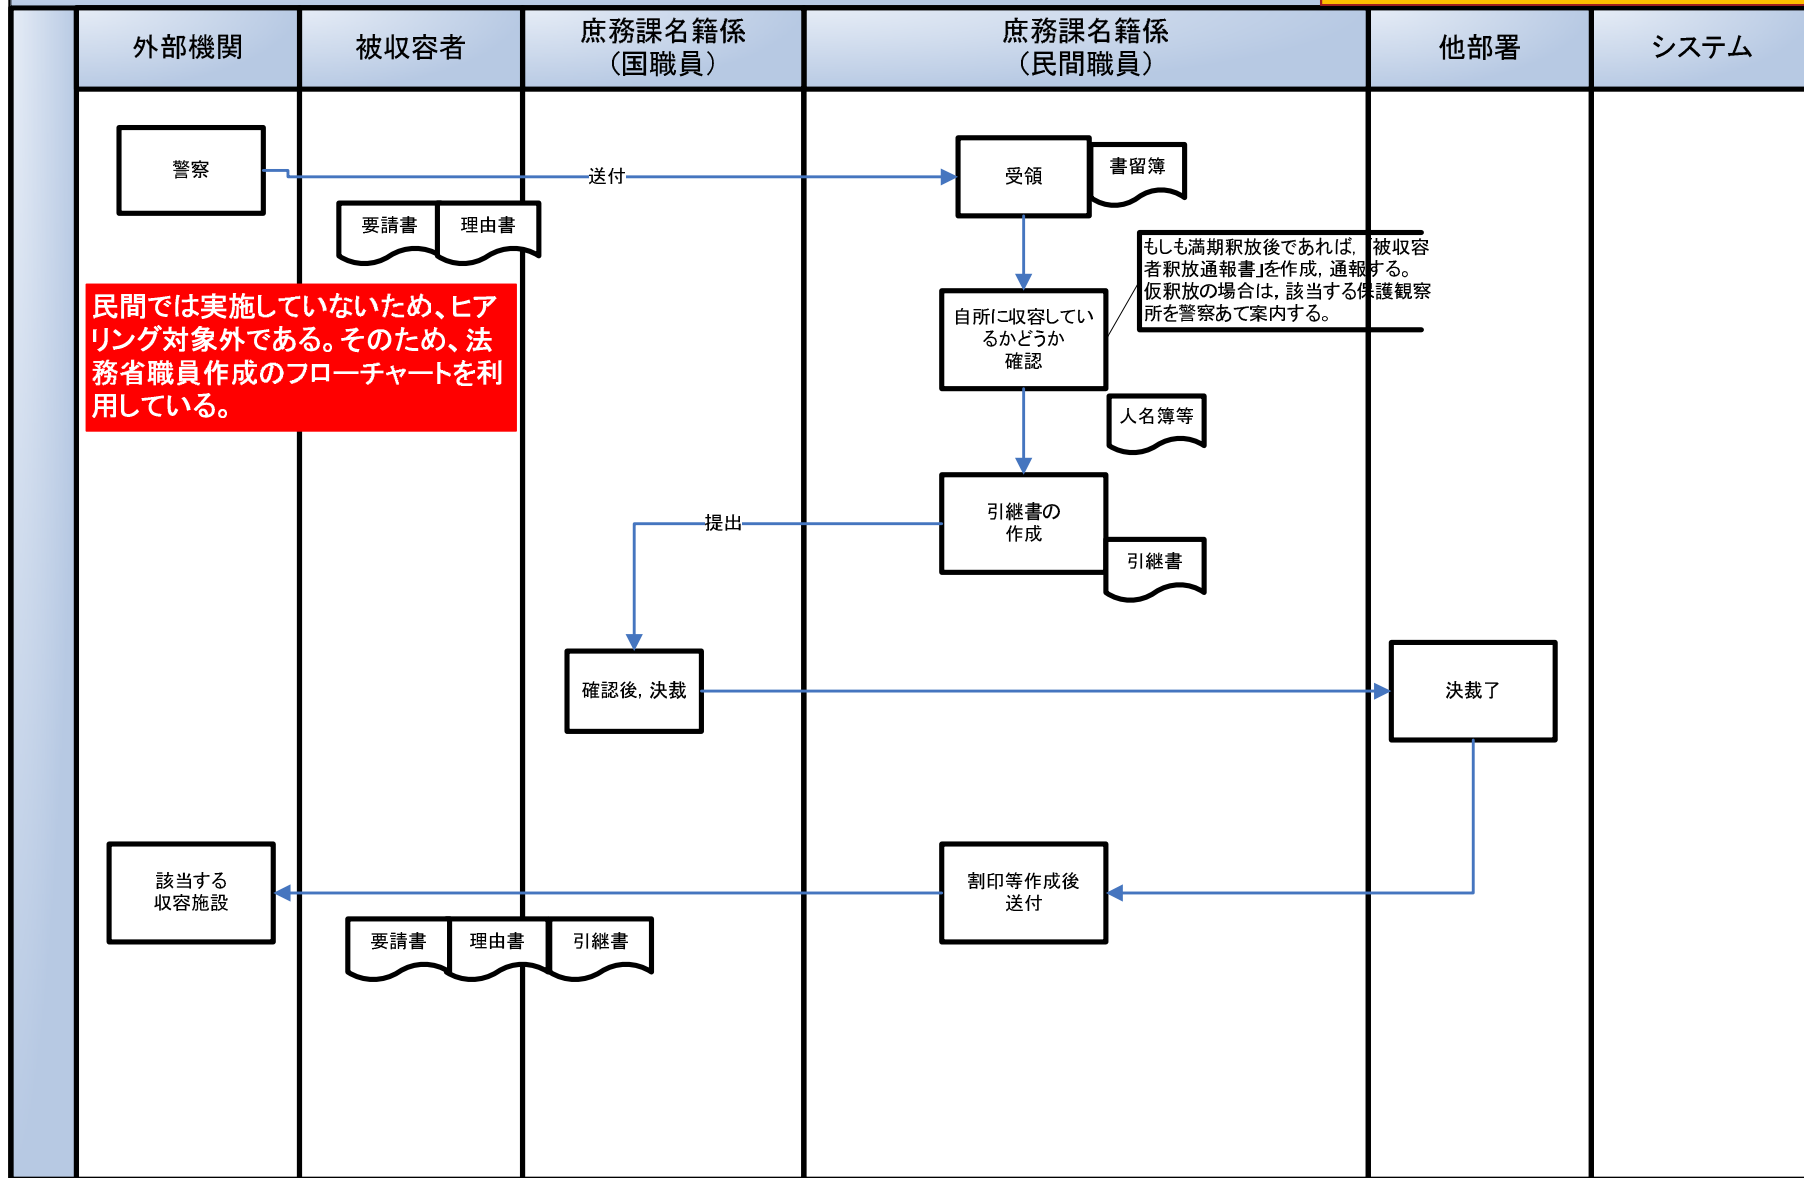 外部機関
被収容者
庶務課名籍係
（国職員）
庶務課名籍係
（民間職員）
他部署
システム
警察
送付
受領
書留簿
要請書
理由書
もしも満期釈放後であれば，「被収容
者釈放通報書」を作成，通報する。
仮釈放の場合は，該当する保護観察
所を警察あて案内する。
民間では実施していないため、ヒア
リング対象外である。そのため、法
務省職員作成のフローチャートを利
用している。
自所に収容してい
るかどうか
確認
人名簿等
引継書の
作成
提出
引継書
確認後，決裁
決裁了
該当する
収容施設
割印等作成後
送付
要請書
理由書
引継書